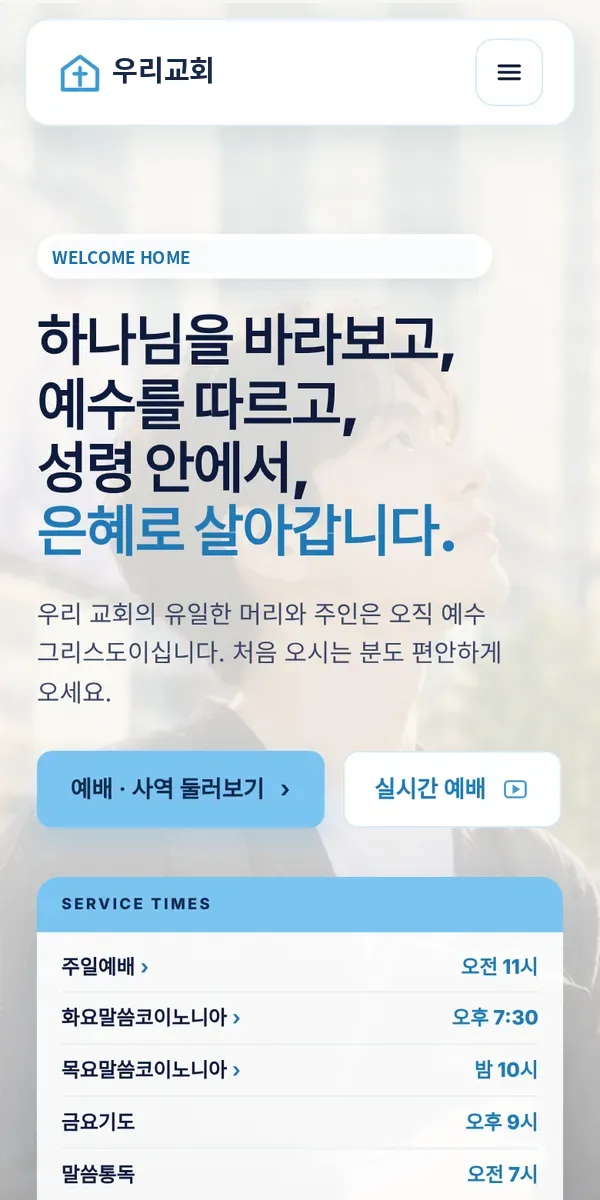 우리교회
WELCOME HOME
하나님을 바라보고,
예수를 따르고,
성령 안에서,
은혜로 살아갑니다.
우리 교회의 유일한 머리와 주인은 오직 예수
그리스도이십니다. 처음 오시는 분도 편안하게
오세요.
예배 · 사역 둘러보기 ›
실시간 예배
SERVICE TIMES
주일예배 › 오전 11시
화요말씀코이노니아 › 오후 7:30
목요말씀코이노니아 › 밤 10시
금요기도 오후 9시
말씀통독 오전 7시